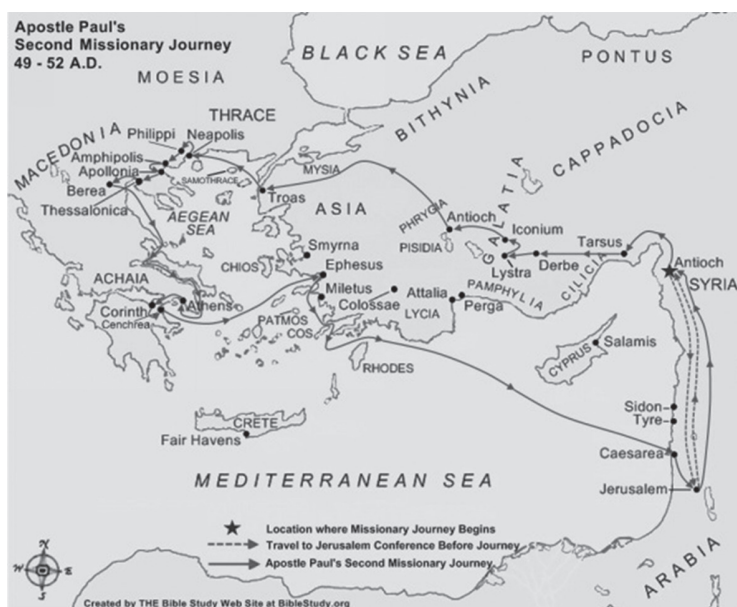 Apostle Paul's
Second Missionary Journey
49 - 52 A.D.
BLACK SEA
PONTUS
MOESIA
THRACE
BITHYNIA
CAPPADOCIA
MACEDONIA
Philippi
Neapolis
Amphipolis
Apollonia
SAMOTHRACE
Berea
Thessalonica
MYSIA
Troas
AEGEAN
SEA
ASIA
PHRYGIA
Antioch
PISIDIA
GALATIA
Iconium
Lystra
Derbe
Tarsus
CILICIA
Antioch
SYRIA
Smyrna
CHIOS
Ephesus
ACHAIA
Miletus
Colossae
Attalia
Perga
PAMPHYLIA
LYCIA
Corinth
Cenchrea
Athens
PATMOS
COS
RHODES
CYPRUS
Salamis
Sidon
Tyre
Caesarea
Jerusalem
CRETE
Fair Havens
MEDITERRANEAN SEA
ARABIA
Location where Missionary Journey Begins
Travel to Jerusalem Conference Before Journey
Apostle Paul's Second Missionary Journey
N
W
E
S
Created by THE Bible Study Web Site at BibleStudy.org